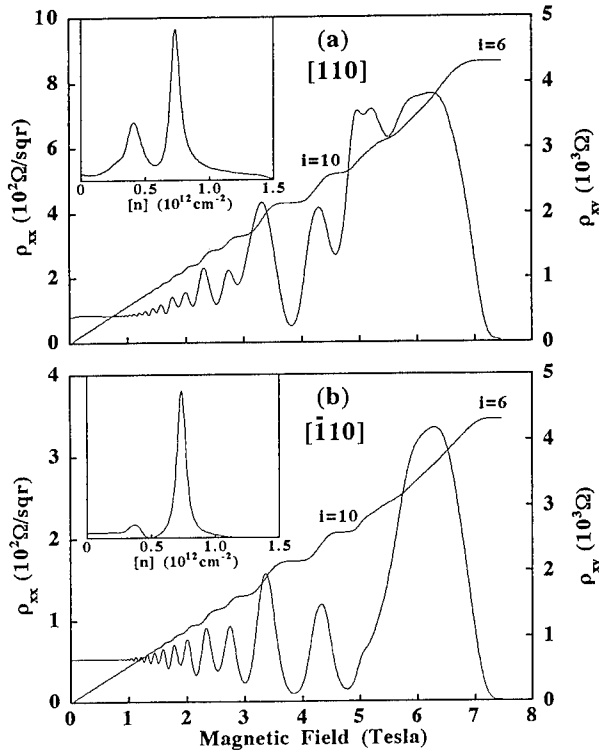 (a)
[110]
i=6
i=10
10
8
6
4
2
0
ρxx (10²Ω/sqr)
5
4
3
2
1
0
ρxy (10³Ω)
0 0.5 1.0 1.5
[n] (10¹²cm⁻²)
(b)
[1̄10]
i=6
i=10
4
3
2
1
0
ρxx (10²Ω/sqr)
5
4
3
2
1
0
ρxy (10³Ω)
0 0.5 1.0 1.5
[n] (10¹²cm⁻²)
0 1 2 3 4 5 6 7 8
Magnetic Field (Tesla)